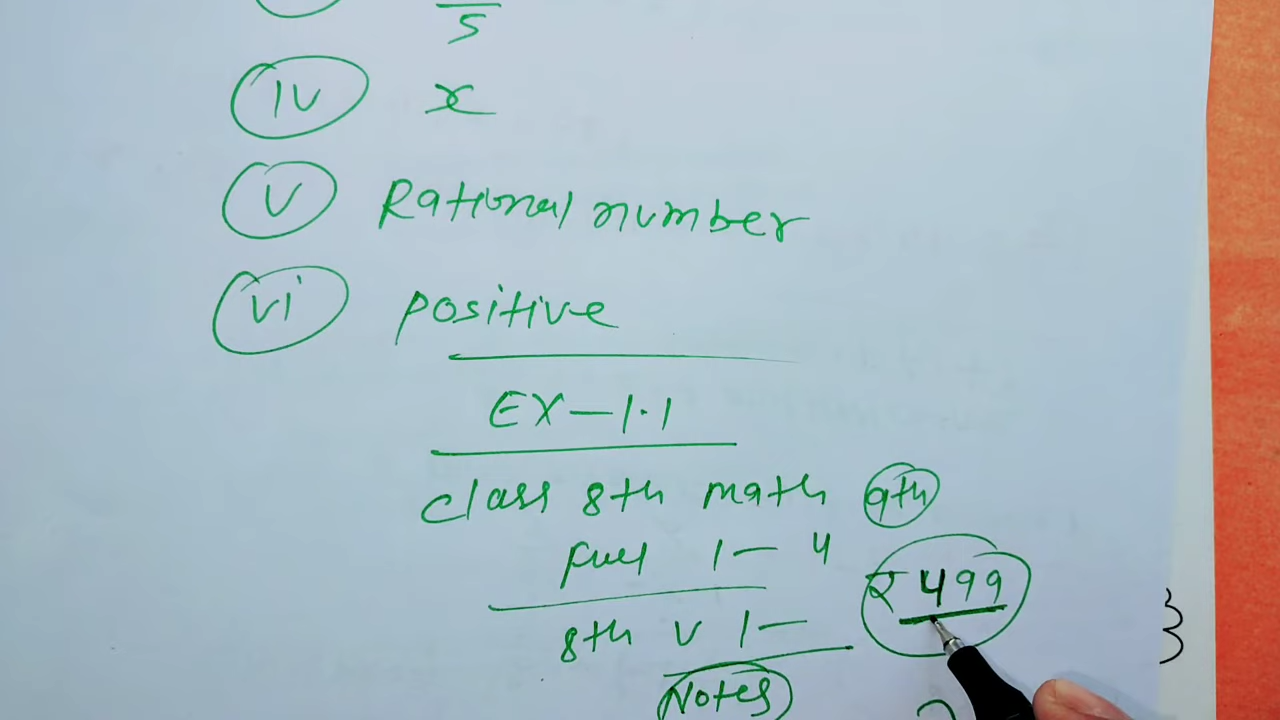 5
iv x
v Rational number
vi positive
EX-1.1
class 8th math 9th
full 1-4
₹499
8th v 1-
Notes